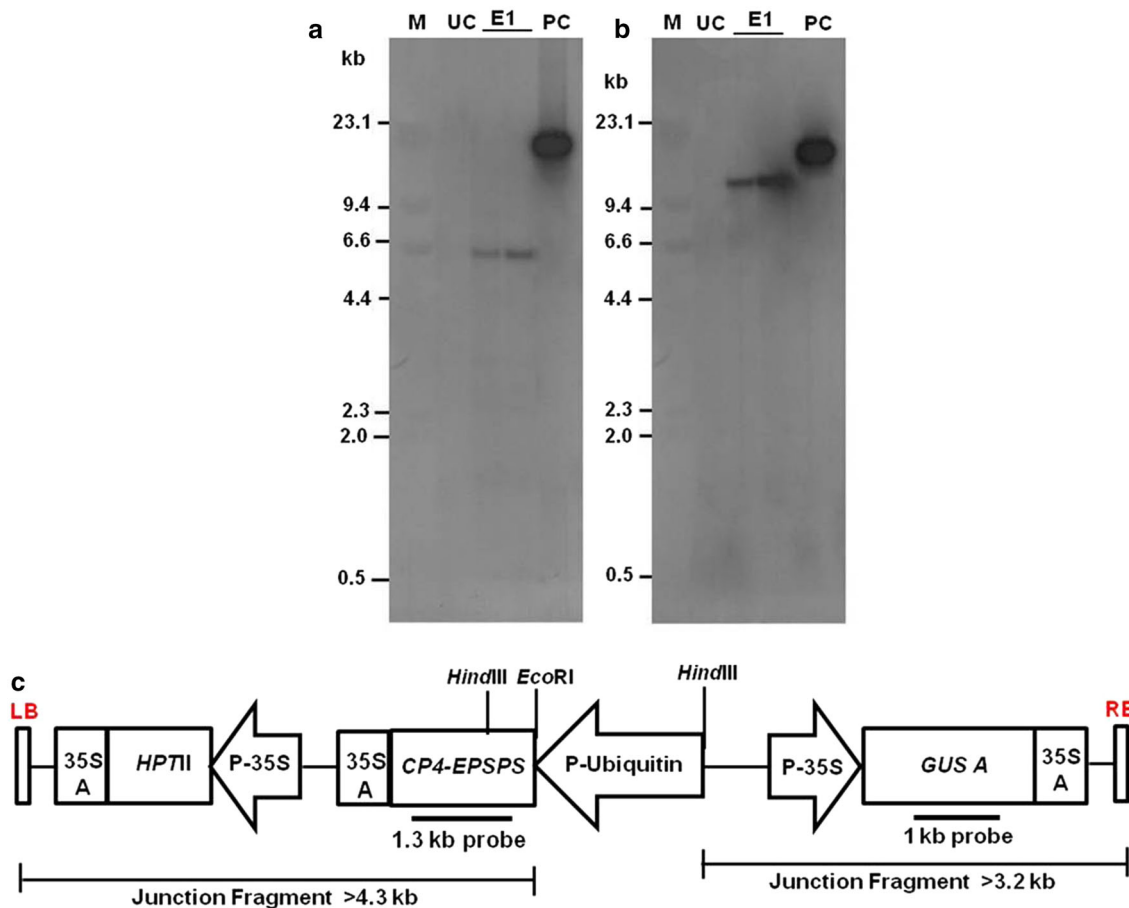 a
M UC E1 PC
kb
23.1
9.4
6.6
4.4
2.3
2.0
0.5
b
M UC E1 PC
kb
23.1
9.4
6.6
4.4
2.3
2.0
0.5
c
HindIII EcoRI HindIII
LB RB
35S A HPTII P-35S 35S A CP4-EPSPS P-Ubiquitin P-35S GUS A 35S A
1.3 kb probe 1 kb probe
Junction Fragment >4.3 kb Junction Fragment >3.2 kb